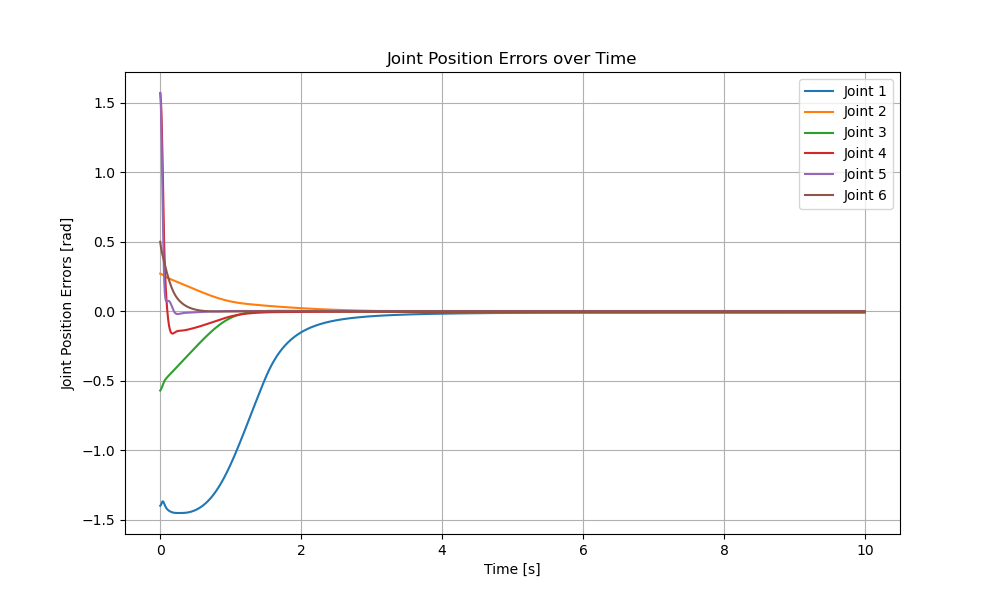 Joint Position Errors over Time
Joint Position Errors [rad]
1.5
1.0
0.5
0.0
−0.5
−1.0
−1.5
0 2 4 6 8 10
Time [s]
Joint 1
Joint 2
Joint 3
Joint 4
Joint 5
Joint 6